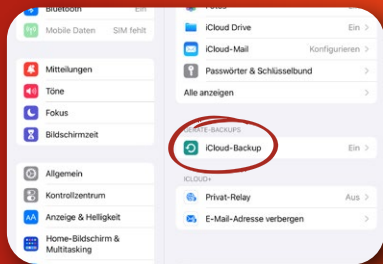 Bluetooth
Ein
Mobile Daten
SIM fehlt
Mitteilungen
Töne
Fokus
Bildschirmzeit
Allgemein
Kontrollzentrum
Anzeige & Helligkeit
Home-Bildschirm &
Multitasking
iCloud Drive
Ein
iCloud-Mail
Konfigurieren
Passwörter & Schlüsselbund
Alle anzeigen
GERÄTE-BACKUPS
iCloud-Backup
Ein
ICLOUD+
Privat-Relay
Aus
E-Mail-Adresse verbergen